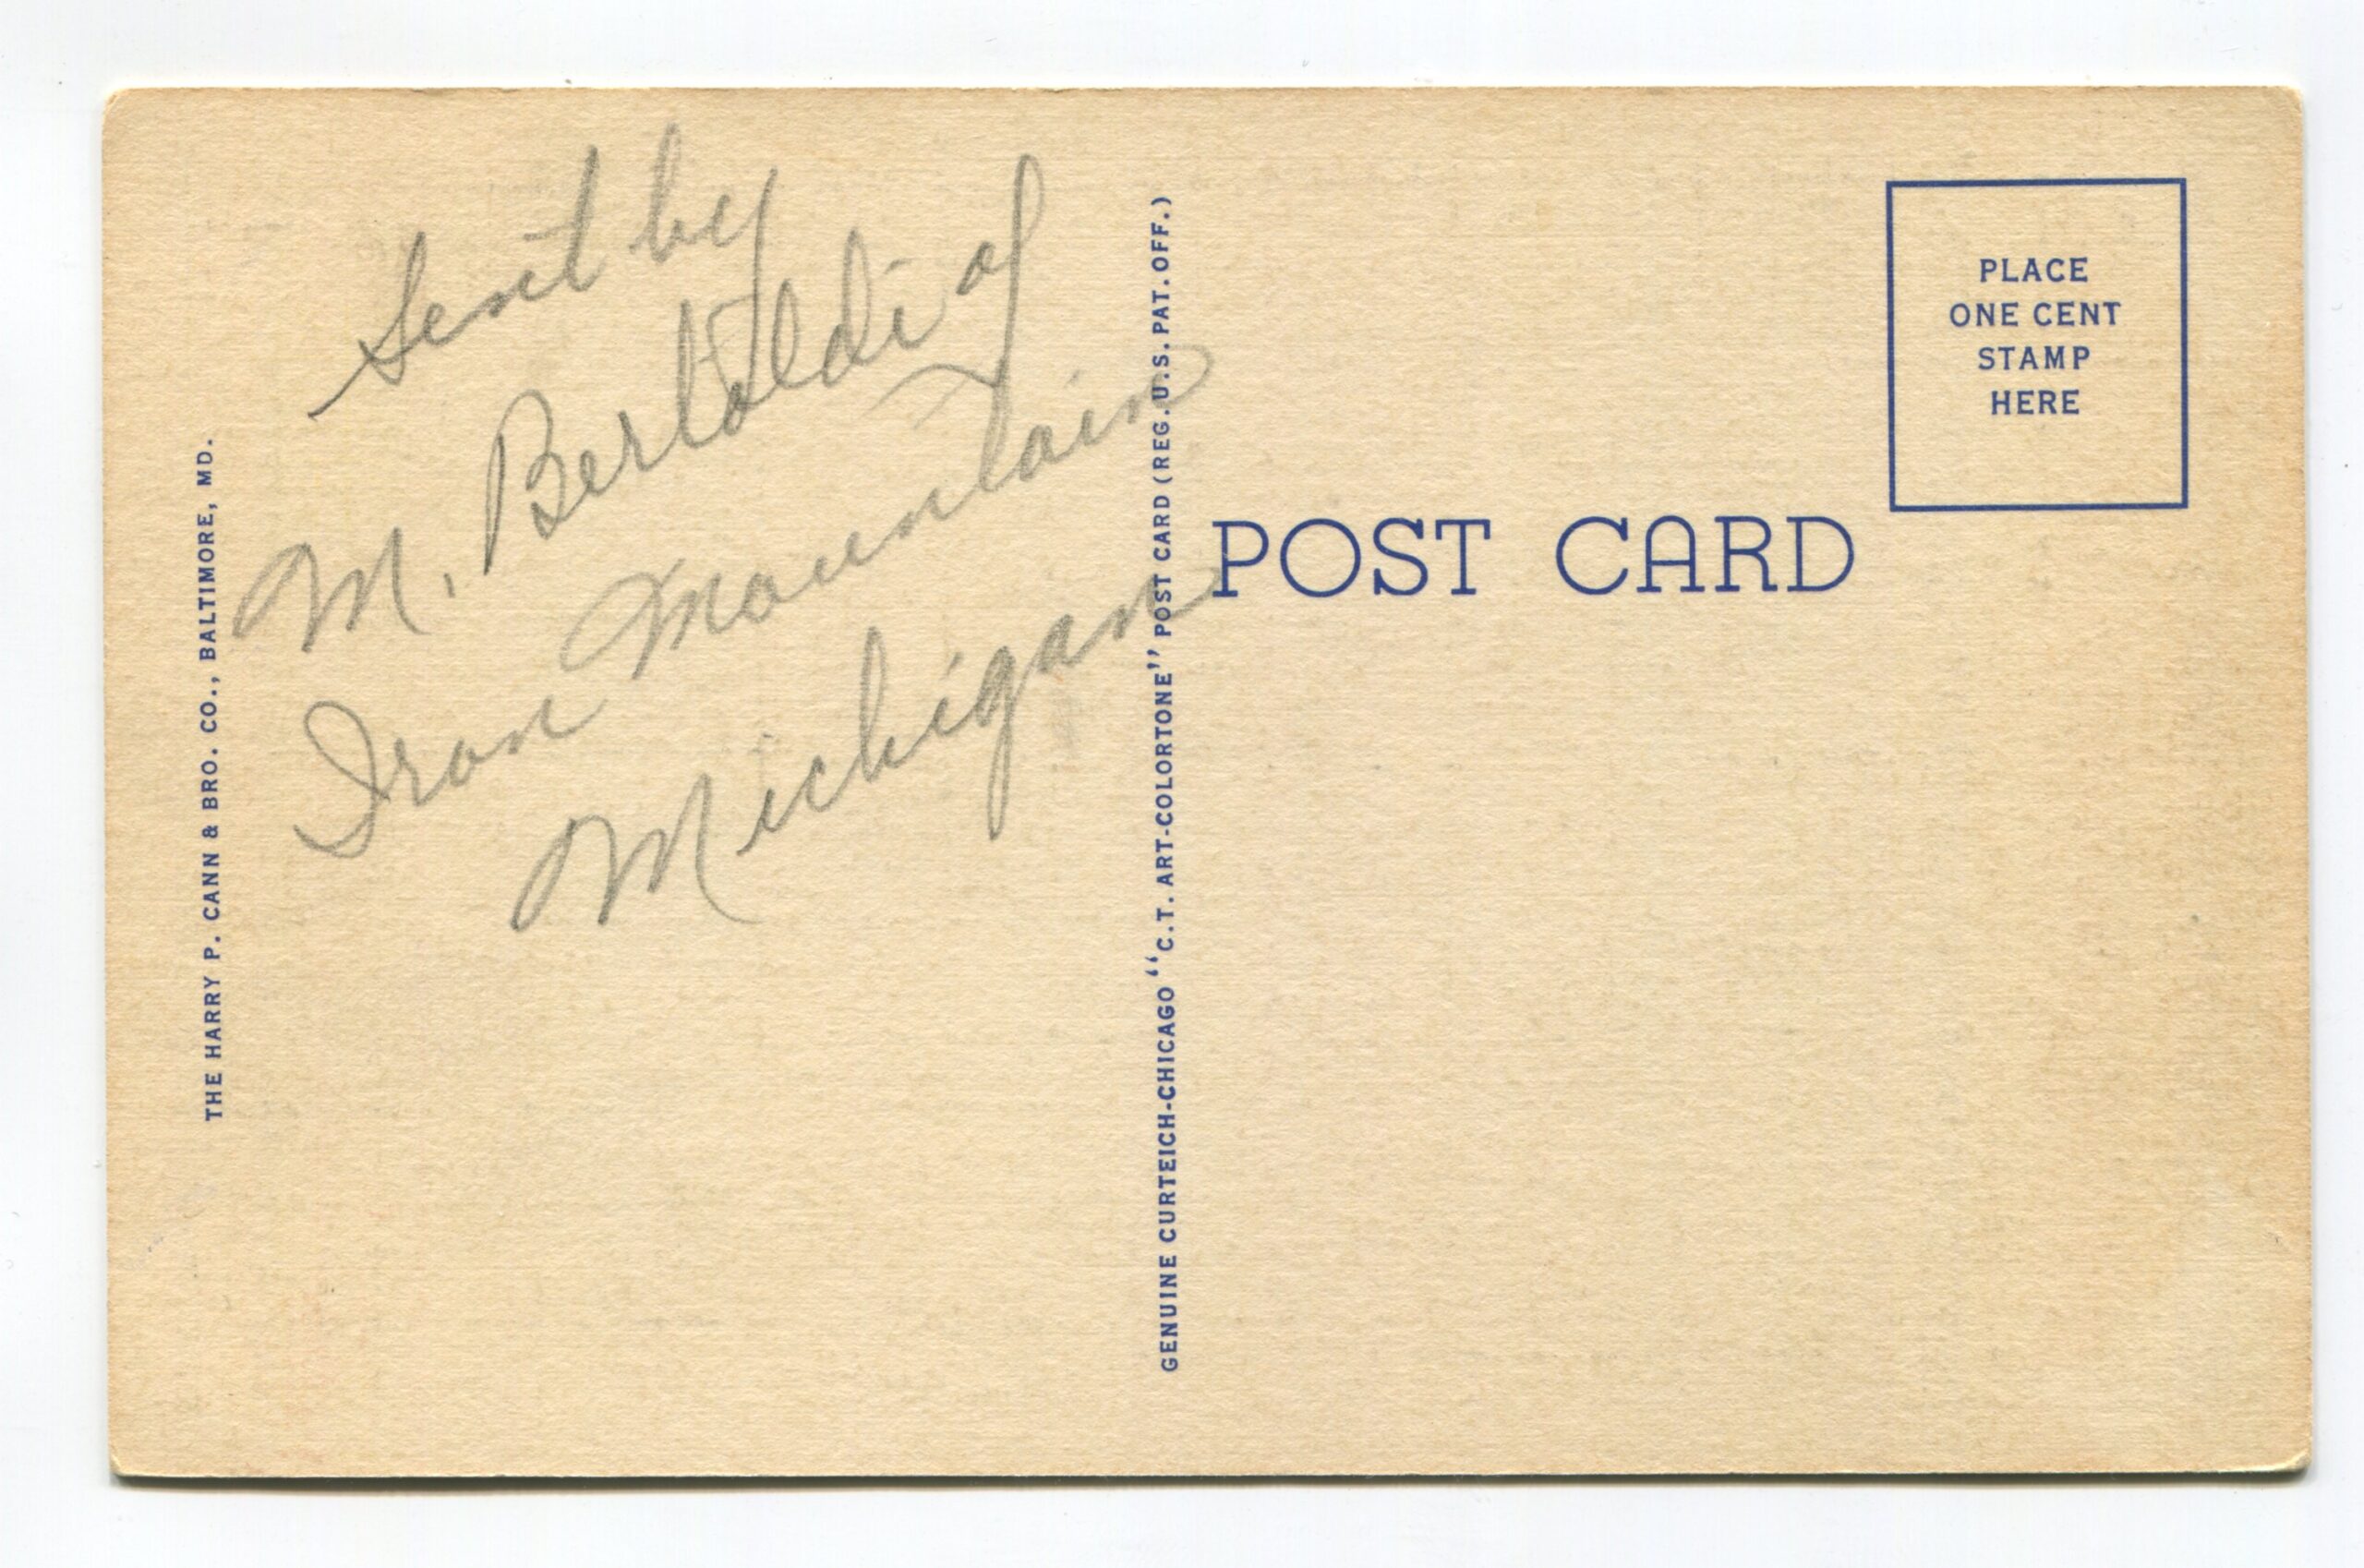 Sent by
M. Bertoldi of
Iron Mountain
Michigan
THE HARRY P. CANN & BRO. CO., BALTIMORE, MD.
GENUINE CURTEICH-CHICAGO "C.T. ART-COLORTONE" POST CARD (REG. U.S. PAT. OFF.)
POST CARD
PLACE
ONE CENT
STAMP
HERE